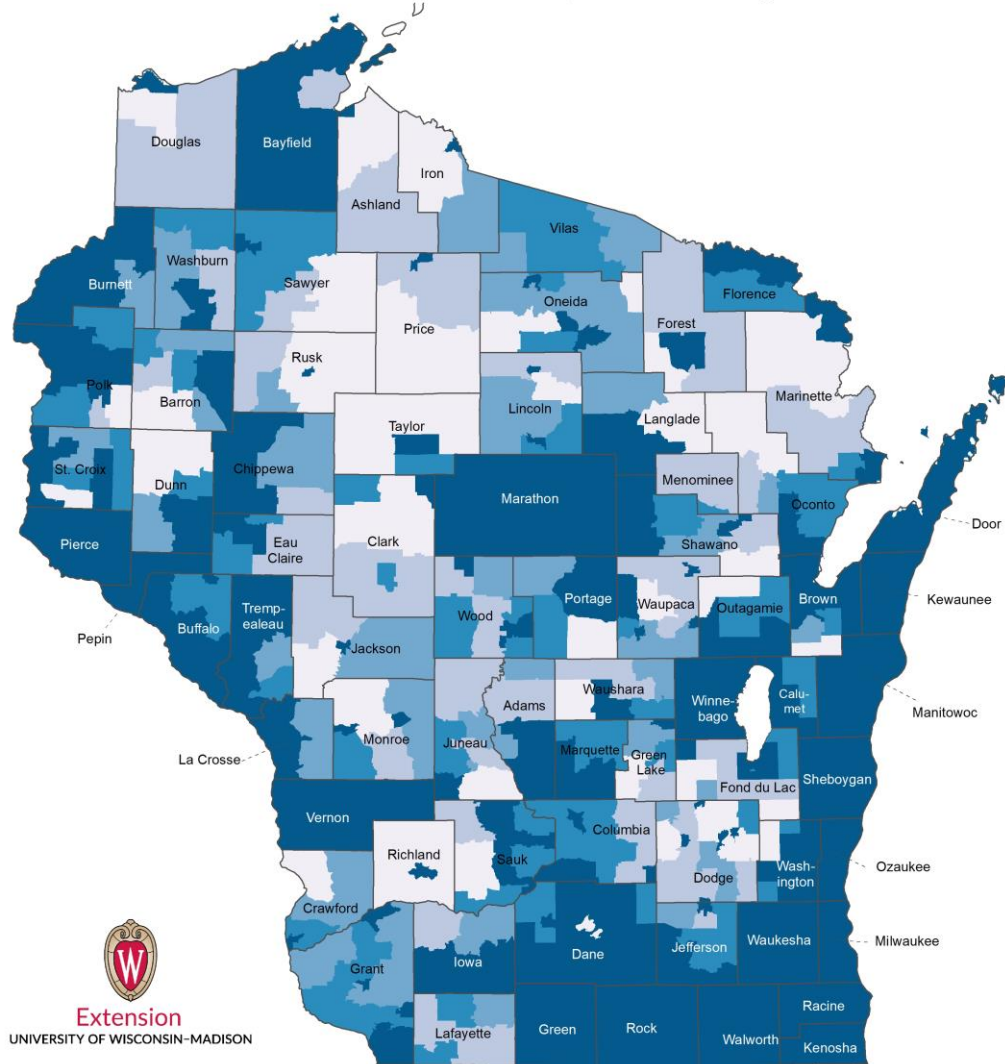 Douglas
Bayfield
Iron
Ashland
Vilas
Washburn
Burnett
Sawyer
Florence
Oneida
Forest
Price
Rusk
Polk
Barron
Marinette
Lincoln
Langlade
Taylor
St. Croix
Chippewa
Dunn
Menominee
Marathon
Oconto
Door
Eau
Claire
Clark
Shawano
Pierce
Pepin
Buffalo
Tremp-
ealeau
Wood
Portage
Waupaca
Outagamie
Brown
Kewaunee
Jackson
Waushara
Adams
Winne-
bago
Calu-
met
Manitowoc
La Crosse
Monroe
Juneau
Marquette
Green
Lake
Fond du Lac
Sheboygan
Vernon
Columbia
Richland
Sauk
Dodge
Wash-
ington
Ozaukee
Crawford
Iowa
Dane
Jefferson
Waukesha
Milwaukee
Grant
Lafayette
Green
Rock
Walworth
Racine
Kenosha
W
Extension
UNIVERSITY OF WISCONSIN–MADISON